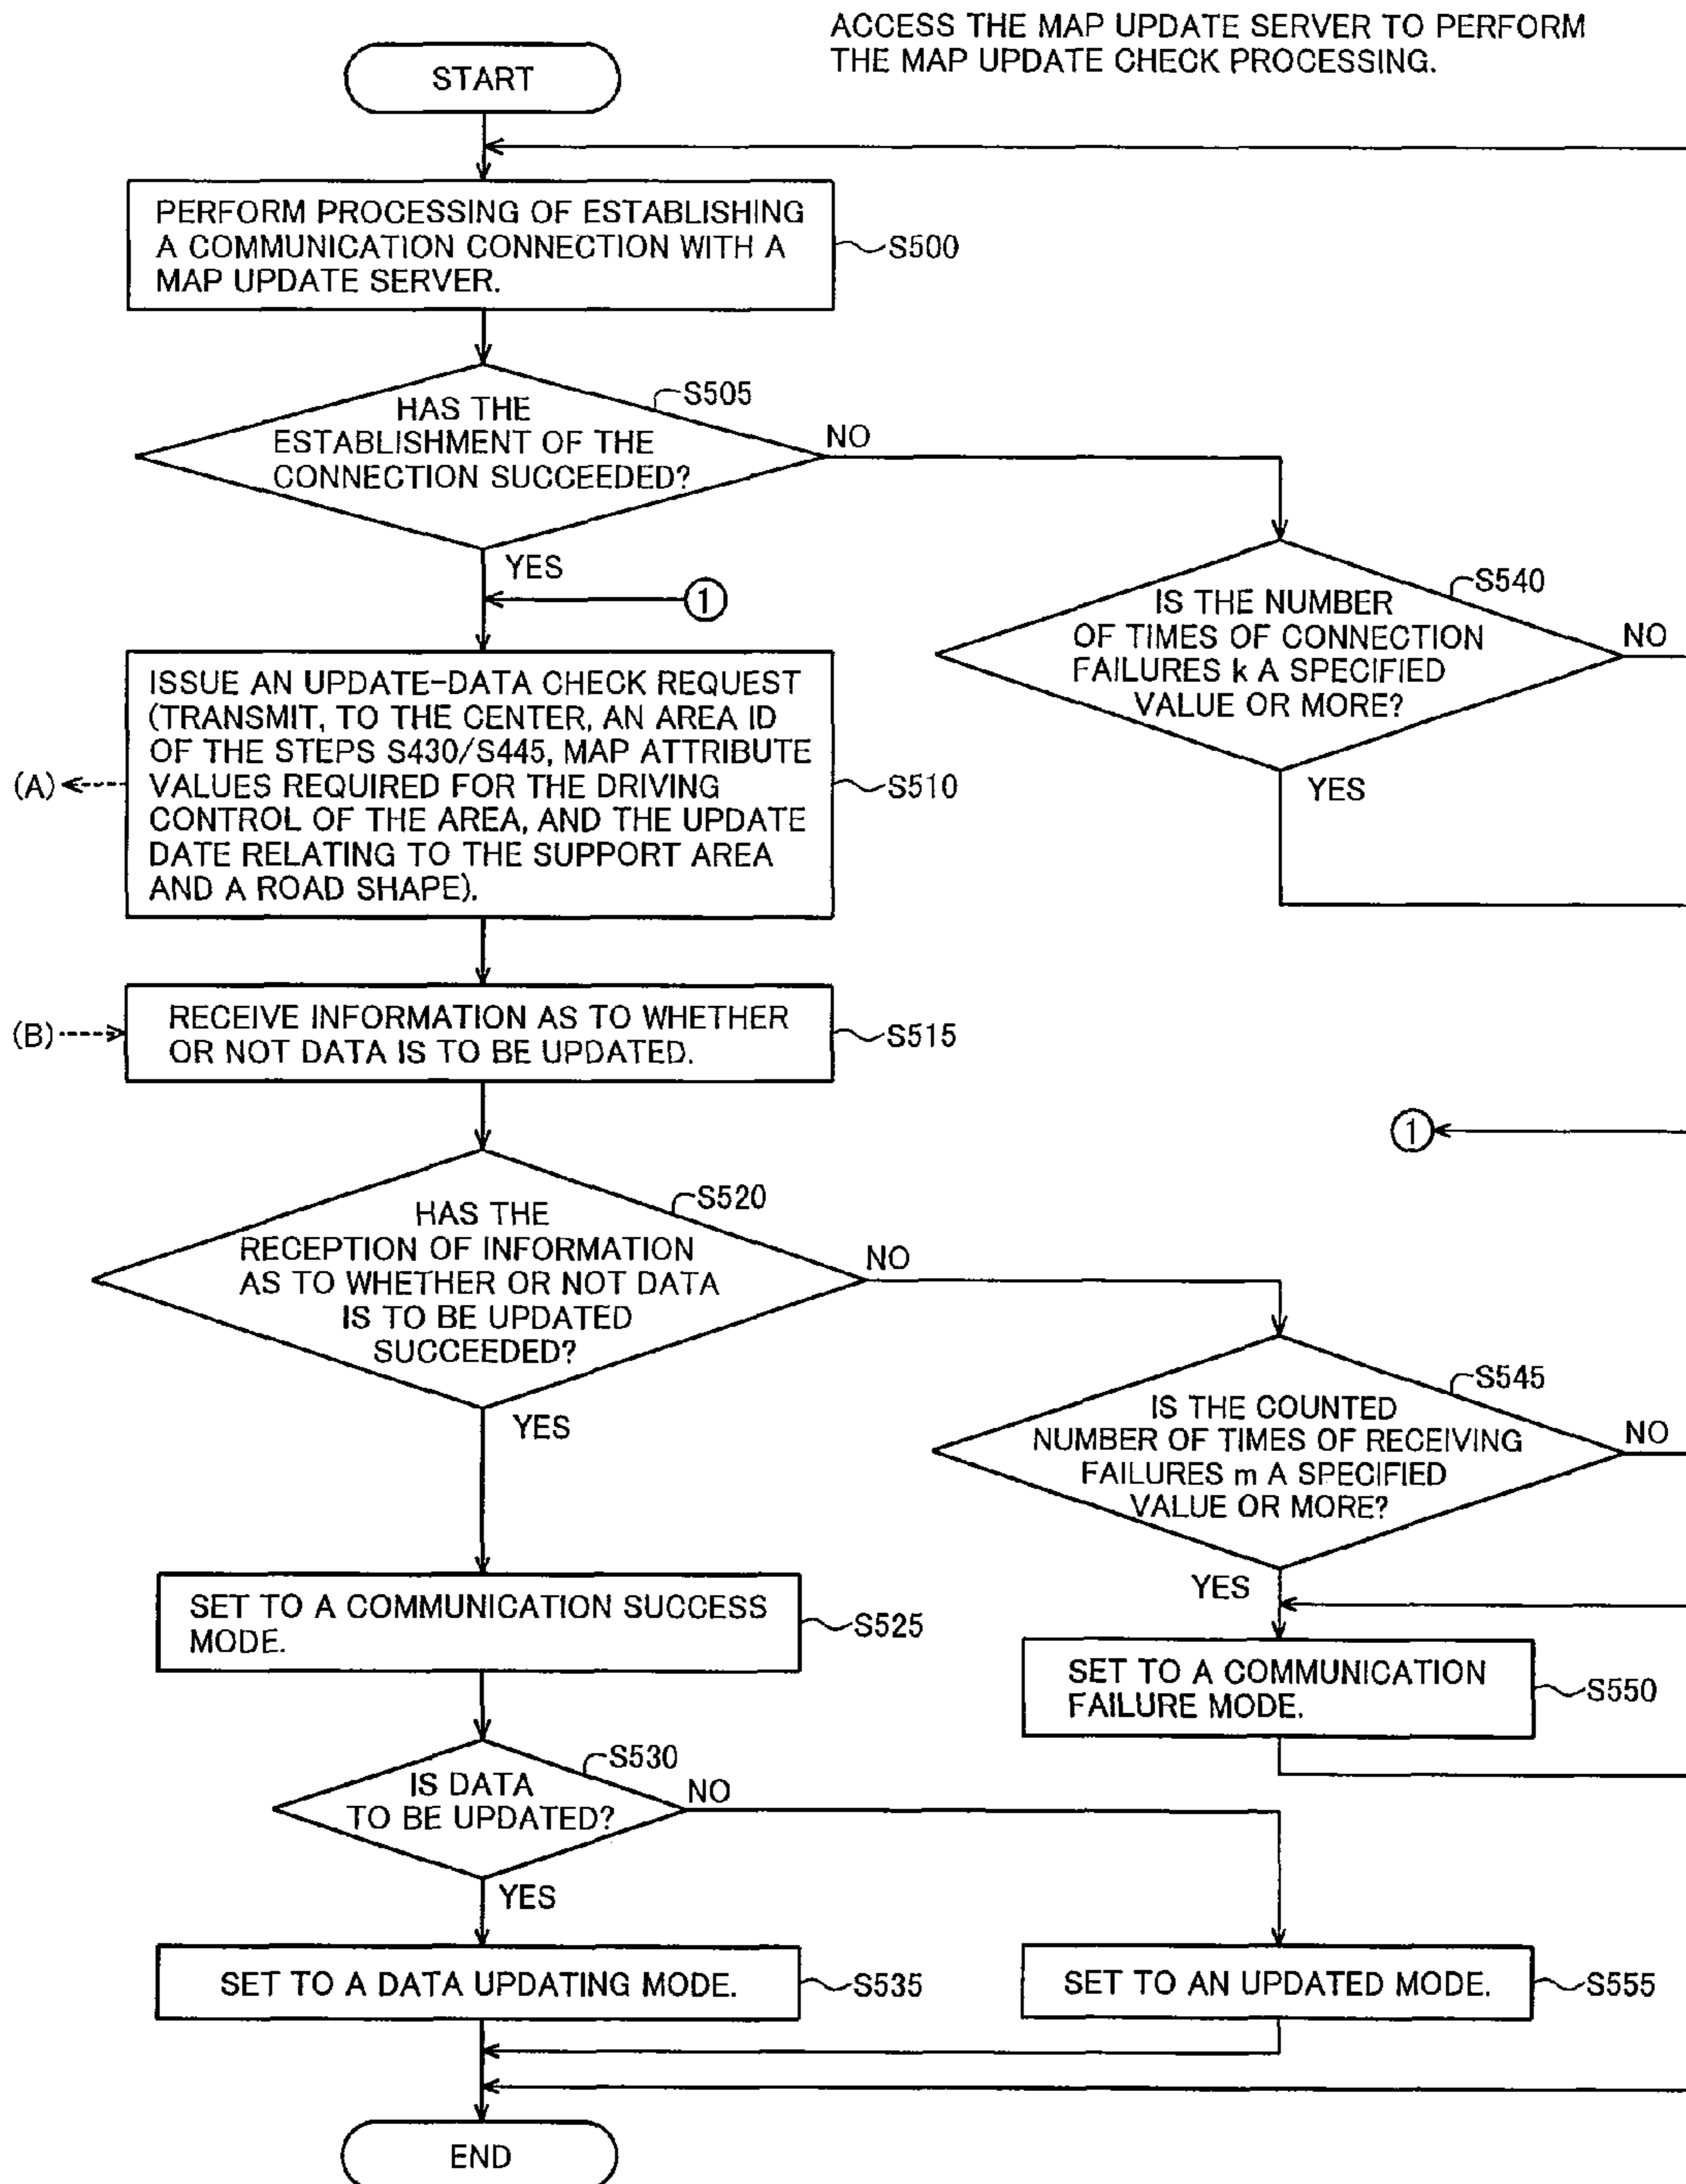 ACCESS THE MAP UPDATE SERVER TO PERFORM
THE MAP UPDATE CHECK PROCESSING.
START
PERFORM PROCESSING OF ESTABLISHING
A COMMUNICATION CONNECTION WITH A
MAP UPDATE SERVER.
S500
HAS THE
ESTABLISHMENT OF THE
CONNECTION SUCCEEDED?
S505
NO
YES
1
IS THE NUMBER
OF TIMES OF CONNECTION
FAILURES k A SPECIFIED
VALUE OR MORE?
S540
NO
YES
ISSUE AN UPDATE-DATA CHECK REQUEST
(TRANSMIT, TO THE CENTER, AN AREA ID
OF THE STEPS S430/S445, MAP ATTRIBUTE
VALUES REQUIRED FOR THE DRIVING
CONTROL OF THE AREA, AND THE UPDATE
DATE RELATING TO THE SUPPORT AREA
AND A ROAD SHAPE).
(A)
S510
(B)
RECEIVE INFORMATION AS TO WHETHER
OR NOT DATA IS TO BE UPDATED.
S515
1
HAS THE
RECEPTION OF INFORMATION
AS TO WHETHER OR NOT DATA
IS TO BE UPDATED
SUCCEEDED?
S520
NO
YES
IS THE COUNTED
NUMBER OF TIMES OF RECEIVING
FAILURES m A SPECIFIED
VALUE OR MORE?
S545
NO
YES
SET TO A COMMUNICATION SUCCESS
MODE.
S525
SET TO A COMMUNICATION
FAILURE MODE.
S550
IS DATA
TO BE UPDATED?
S530
NO
YES
SET TO A DATA UPDATING MODE.
S535
SET TO AN UPDATED MODE.
S555
END